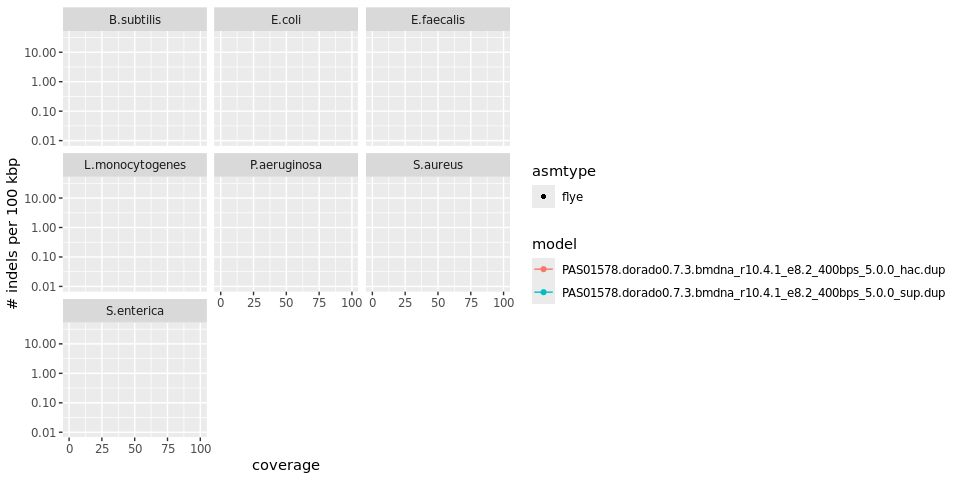 B.subtilis E.coli E.faecalis
10.00
1.00
0.10
0.01
L.monocytogenes P.aeruginosa S.aureus
10.00
1.00
0.10
0.01
0 25 50 75 100 0 25 50 75 100
S.enterica
10.00
1.00
0.10
0.01
0 25 50 75 100
coverage
# indels per 100 kbp
asmtype
flye
model
PAS01578.dorado0.7.3.bmdna_r10.4.1_e8.2_400bps_5.0.0_hac.dup
PAS01578.dorado0.7.3.bmdna_r10.4.1_e8.2_400bps_5.0.0_sup.dup